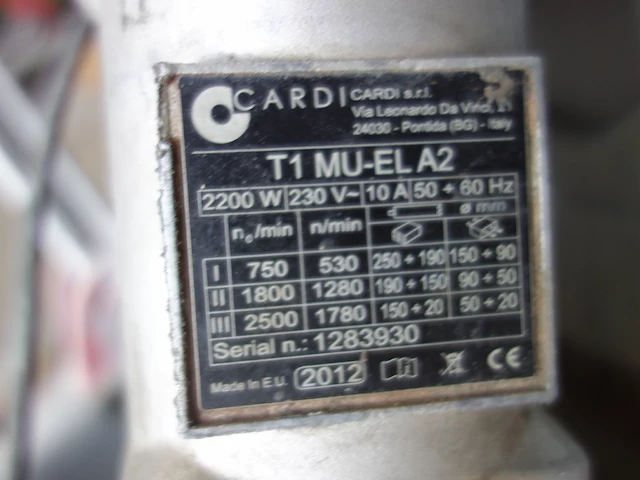 CARDI CARDI s.r.l.
Via Leonardo Da Vinci, 21
24030 - Pontida (BG) - Italy
T1 MU-EL A2
2200 W 230 V~ 10 A 50 ÷ 60 Hz
ø mm
n₀/min n/min
I 750 530 250 ÷ 190 150 ÷ 90
II 1800 1280 190 ÷ 150 90 ÷ 50
III 2500 1780 150 ÷ 20 50 ÷ 20
Serial n.: 1283930
Made in E.U. 2012 CE